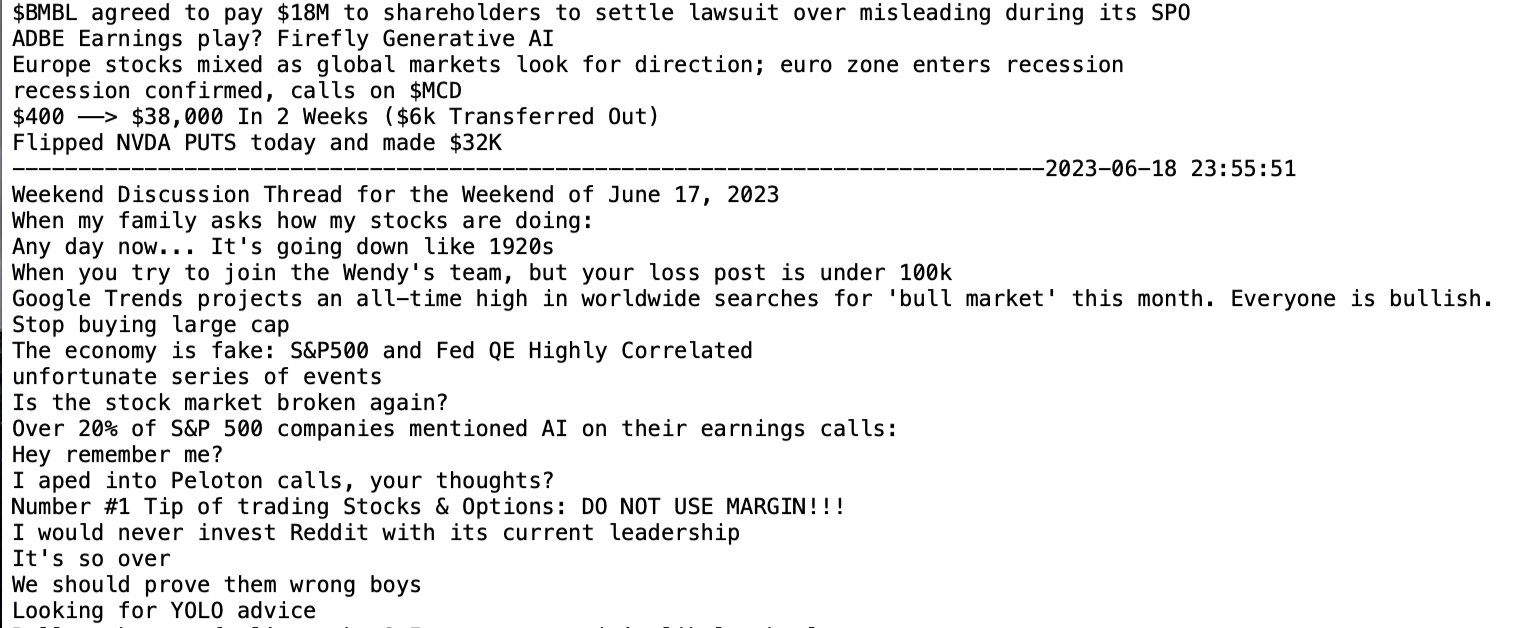 $BMBL agreed to pay $18M to shareholders to settle lawsuit over misleading during its SPO
ADBE Earnings play? Firefly Generative AI
Europe stocks mixed as global markets look for direction; euro zone enters recession
recession confirmed, calls on $MCD
$400 ——> $38,000 In 2 Weeks ($6k Transferred Out)
Flipped NVDA PUTS today and made $32K
------------------------------------------------------------------------------2023-06-18 23:55:51
Weekend Discussion Thread for the Weekend of June 17, 2023
When my family asks how my stocks are doing:
Any day now... It's going down like 1920s
When you try to join the Wendy's team, but your loss post is under 100k
Google Trends projects an all-time high in worldwide searches for 'bull market' this month. Everyone is bullish.
Stop buying large cap
The economy is fake: S&P500 and Fed QE Highly Correlated
unfortunate series of events
Is the stock market broken again?
Over 20% of S&P 500 companies mentioned AI on their earnings calls:
Hey remember me?
I aped into Peloton calls, your thoughts?
Number #1 Tip of trading Stocks & Options: DO NOT USE MARGIN!!!
I would never invest Reddit with its current leadership
It's so over
We should prove them wrong boys
Looking for YOLO advice